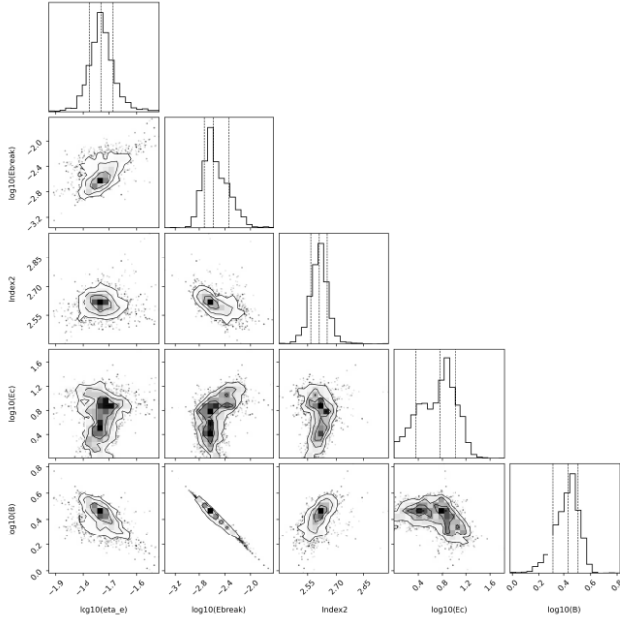 −2.0
−2.4
−2.8
−3.2
log10(Ebreak)
2.85
2.70
2.55
Index2
1.6
1.2
0.8
0.4
log10(Ec)
0.8
0.6
0.4
0.2
0.0
og10(B)
−1.9 −1.7 −1.6
−3.2 −2.8 −2.4 −2.0
2.55 2.70
0.4 0.8 1.2 1.6
0.0 0.2 0.4 0.6 0.8
lcg10(eta_e) log10(Ebreak) Index2 log10(Ec) log10(B)